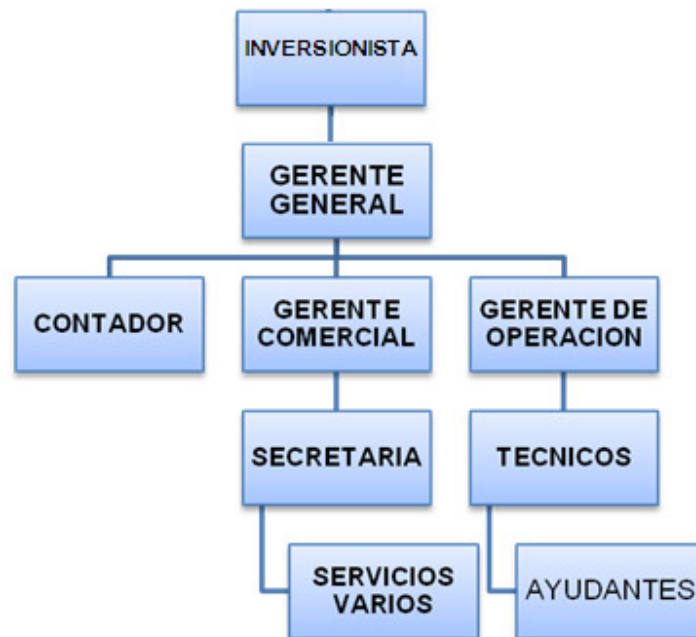 INVERSIONISTA
GERENTE
GENERAL
CONTADOR
GERENTE
COMERCIAL
GERENTE DE
OPERACION
SECRETARIA
TECNICOS
SERVICIOS
VARIOS
AYUDANTES